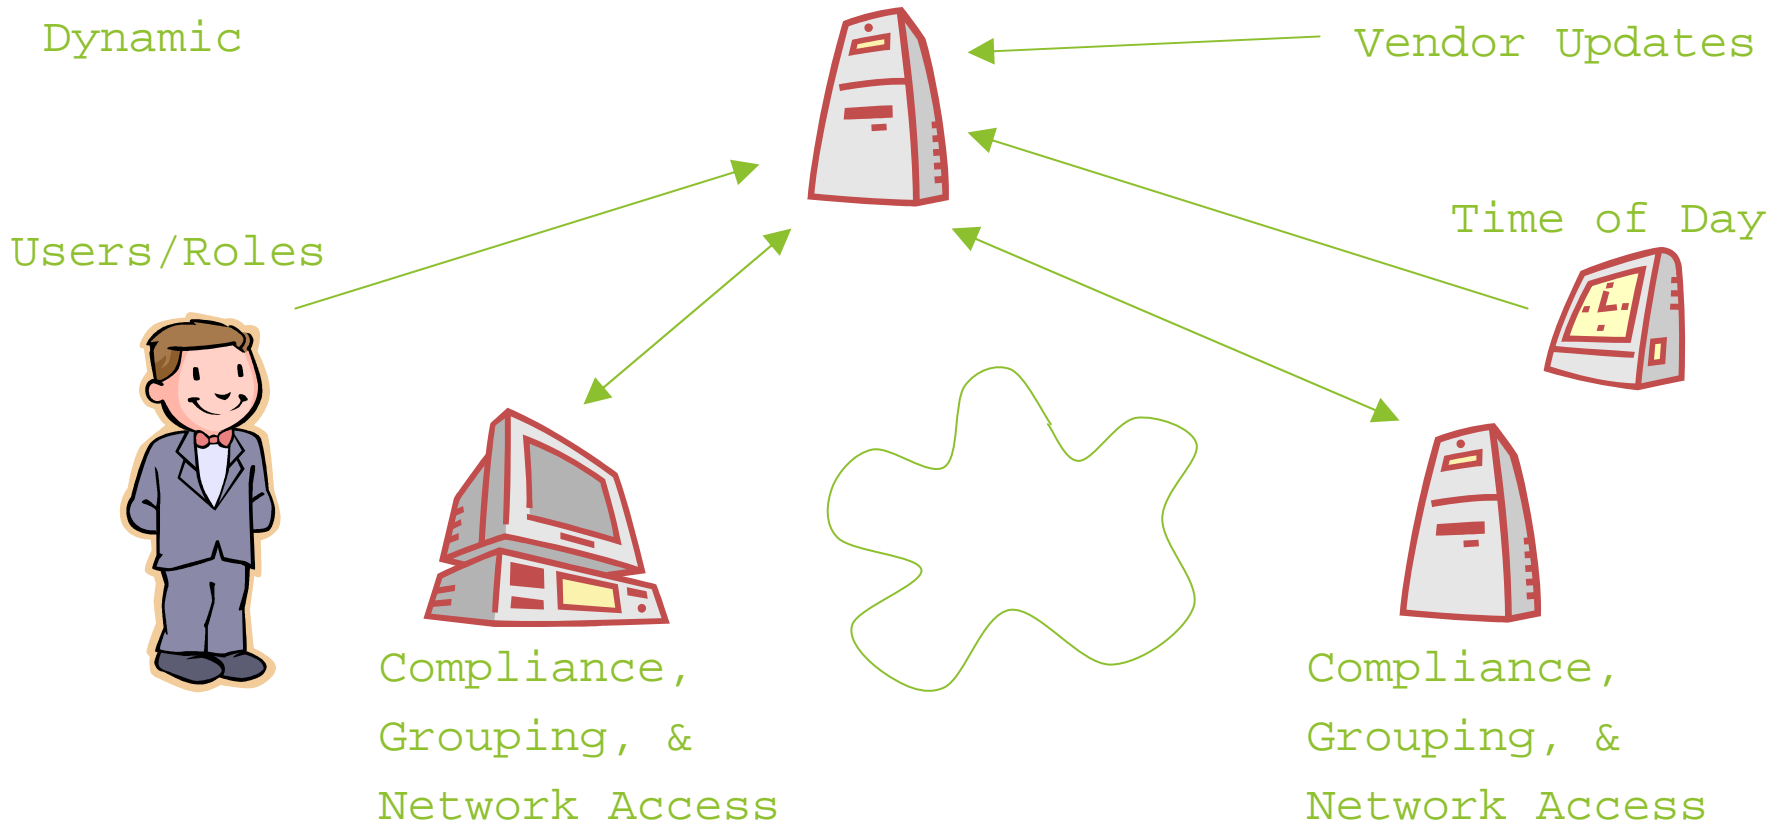 Dynamic
Vendor Updates
Time of Day
Users/Roles
Compliance,
Grouping, &
Network Access
Compliance,
Grouping, &
Network Access